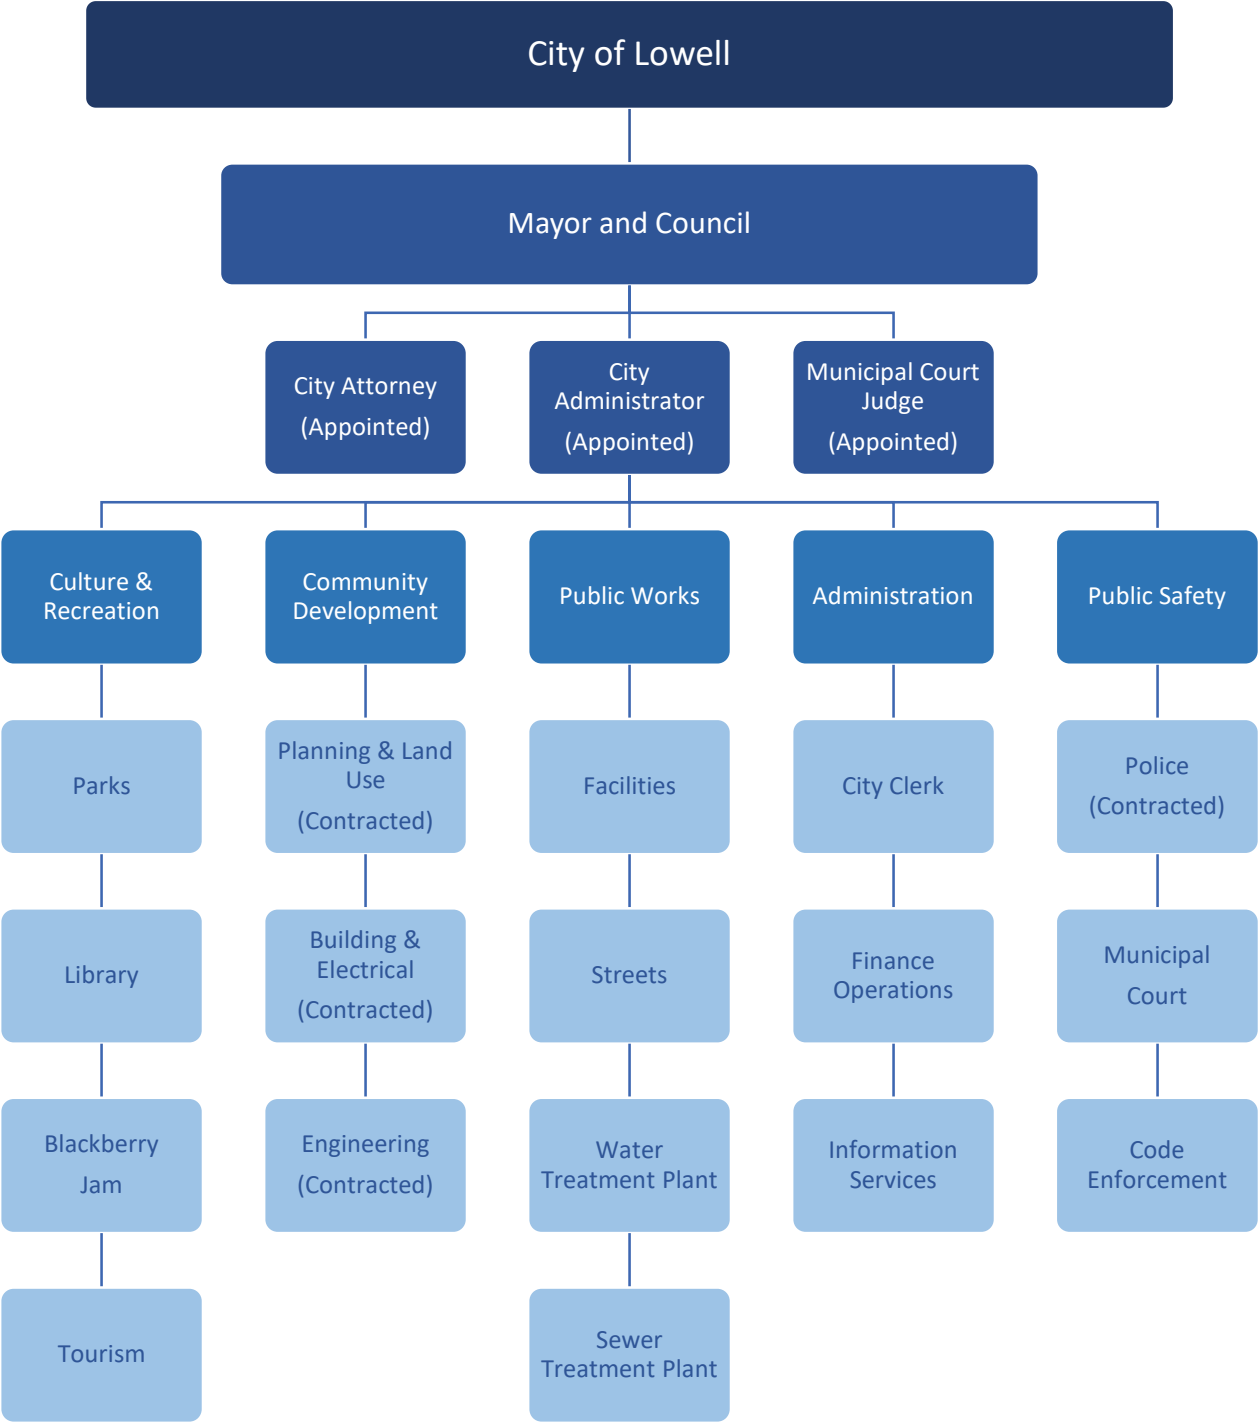 City of Lowell
Mayor and Council
City Attorney
(Appointed)
City
Administrator
(Appointed)
Municipal Court
Judge
(Appointed)
Culture &
Recreation
Community
Development
Public Works
Administration
Public Safety
Parks
Planning & Land
Use
(Contracted)
Facilities
City Clerk
Police
(Contracted)
Library
Building &
Electrical
(Contracted)
Streets
Finance
Operations
Municipal
Court
Blackberry
Jam
Engineering
(Contracted)
Water
Treatment Plant
Information
Services
Code
Enforcement
Tourism
Sewer
Treatment Plant